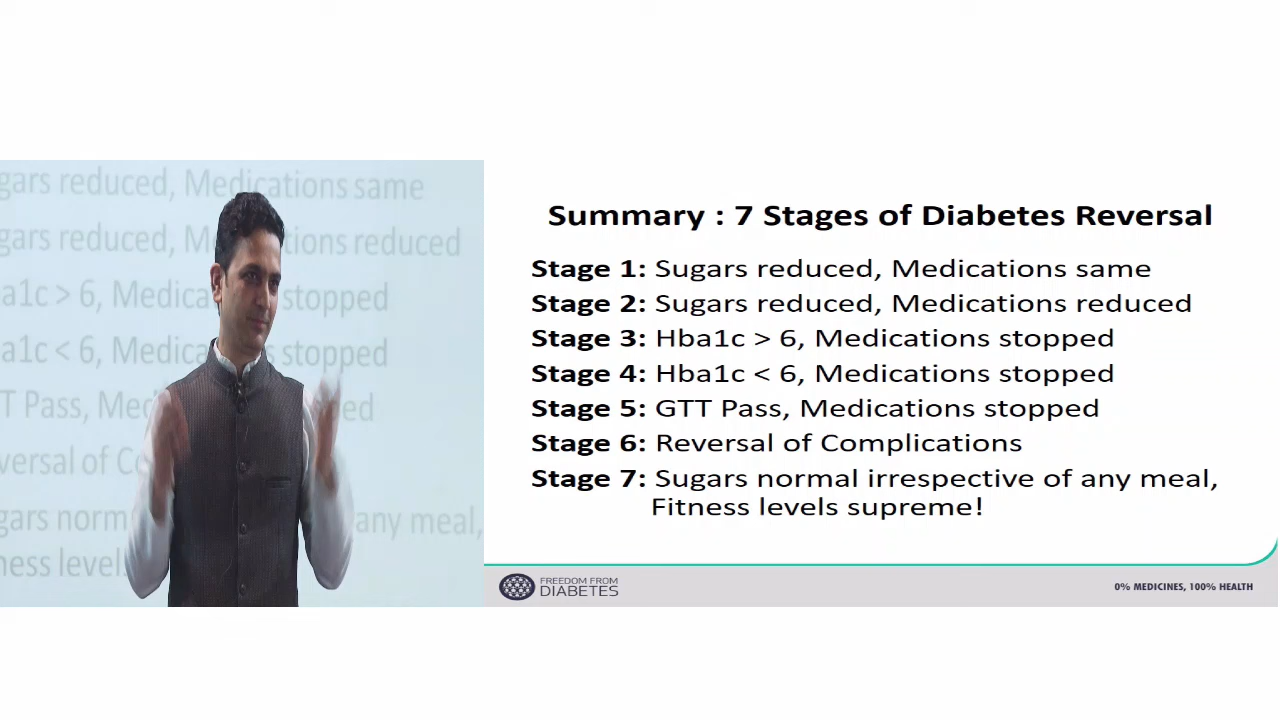 gars reduced, Medications same
gars reduced, M tions reduced
a1c > 6, Medica stopped
a1c < 6, Medica stopped
T Pass, Me ped
versal of Co
gars norm any meal,
ness level
Summary : 7 Stages of Diabetes Reversal
Stage 1: Sugars reduced, Medications same
Stage 2: Sugars reduced, Medications reduced
Stage 3: Hba1c > 6, Medications stopped
Stage 4: Hba1c < 6, Medications stopped
Stage 5: GTT Pass, Medications stopped
Stage 6: Reversal of Complications
Stage 7: Sugars normal irrespective of any meal,
Fitness levels supreme!
FREEDOM FROM
DIABETES
0% MEDICINES, 100% HEALTH